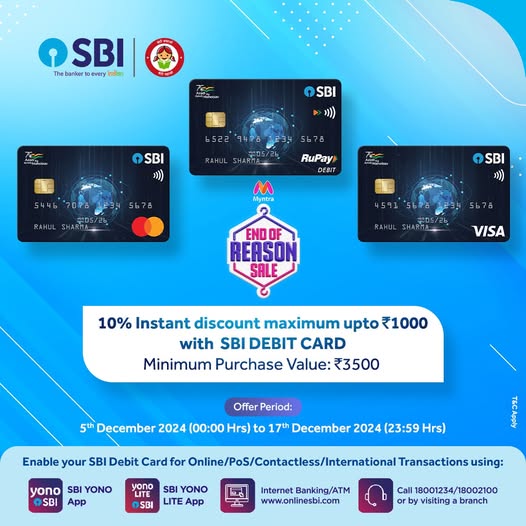 SBI
The banker to every Indian
SBI
6522 9478 1234 5678
05/26
RAHUL SHARMA
RuPay
DEBIT
SBI
5446 7078 1234 5678
05/26
RAHUL SHARMA
SBI
4591 5678 1234 5678
05/26
RAHUL SHARMA
VISA
Myntra
END OF
REASON
SALE
10% Instant discount maximum upto ₹1000
with SBI DEBIT CARD
Minimum Purchase Value: ₹3500
Offer Period:
5th December 2024 (00:00 Hrs) to 17th December 2024 (23:59 Hrs)
T&C Apply
Enable your SBI Debit Card for Online/PoS/Contactless/International Transactions using:
yono
SBI
SBI YONO
App
yono
LITE
SBI
SBI YONO
LITE App
Internet Banking/ATM
www.onlinesbi.com
Call 18001234/18002100
or by visiting a branch